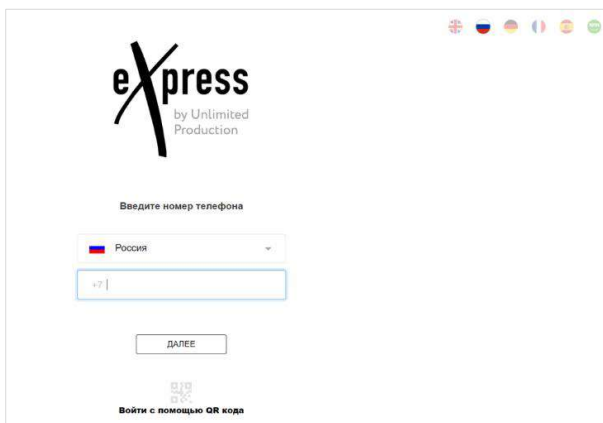 eXpress
by Unlimited
Production
Введите номер телефона
Россия
+7
ДАЛЕЕ
Войти с помощью QR кода